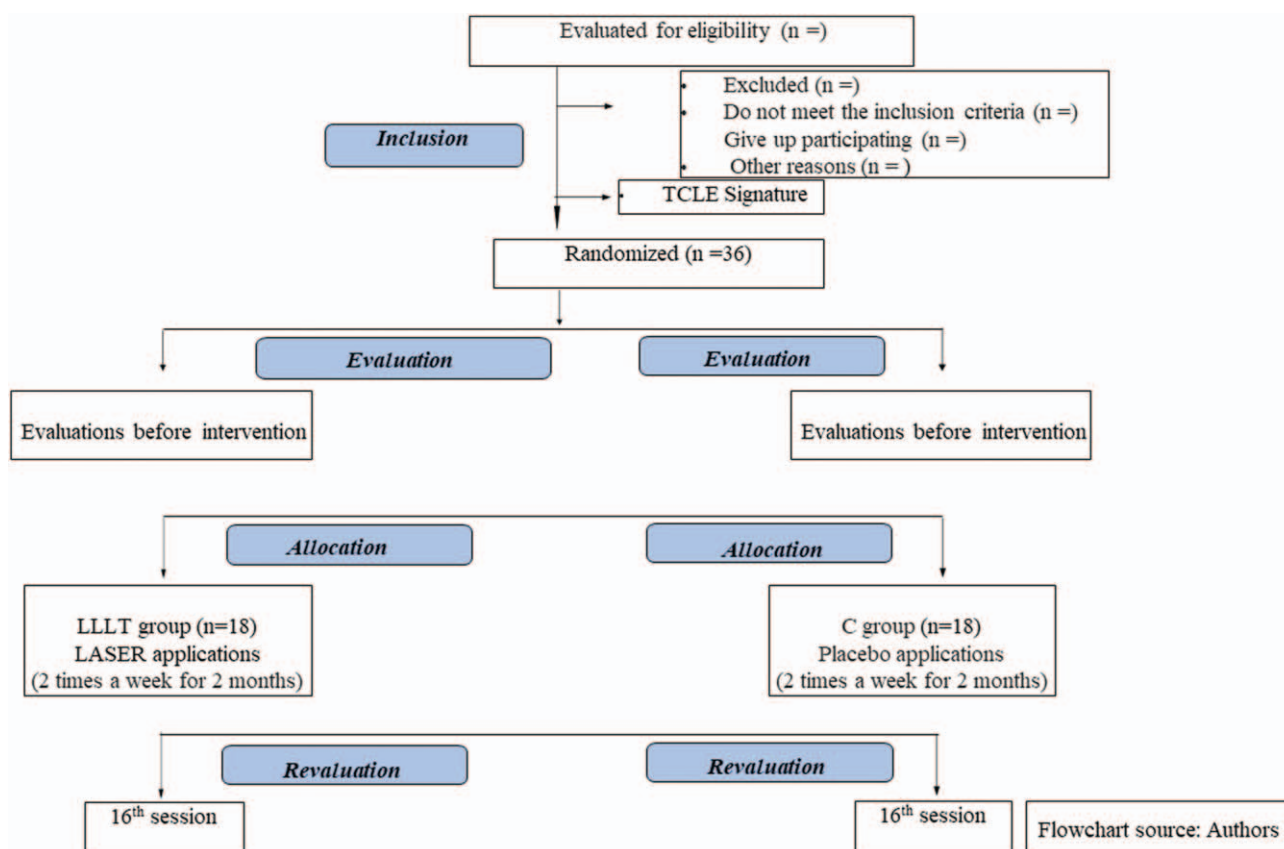 Evaluated for eligibility (n =)
• Excluded (n =)
• Do not meet the inclusion criteria (n =)
Give up participating (n =)
• Other reasons (n = )
Inclusion
• TCLE Signature
Randomized (n =36)
Evaluation
Evaluation
Evaluations before intervention
Evaluations before intervention
Allocation
Allocation
LLLT group (n=18)
LASER applications
(2 times a week for 2 months)
C group (n=18)
Placebo applications
(2 times a week for 2 months)
Revaluation
Revaluation
16th session
16th session
Flowchart source: Authors